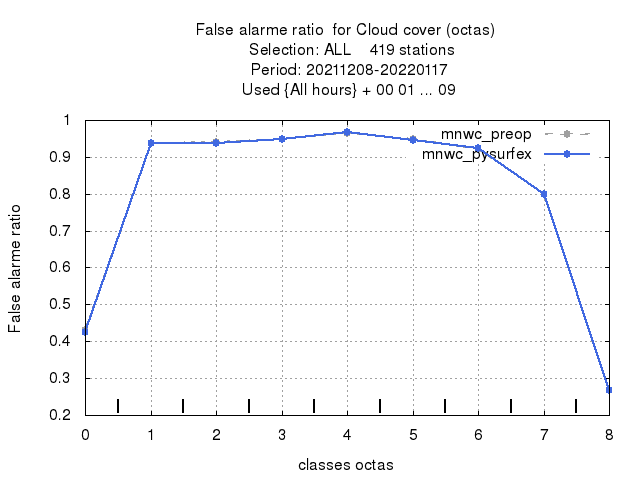 False alarme ratio  for Cloud cover (octas)
Selection: ALL    419 stations
Period: 20211208-20220117
Used {All hours} + 00 01 ... 09
mnwc_preop
mnwc_pysurfex
False alarme ratio
1
0.9
0.8
0.7
0.6
0.5
0.4
0.3
0.2
0 1 2 3 4 5 6 7 8
classes octas